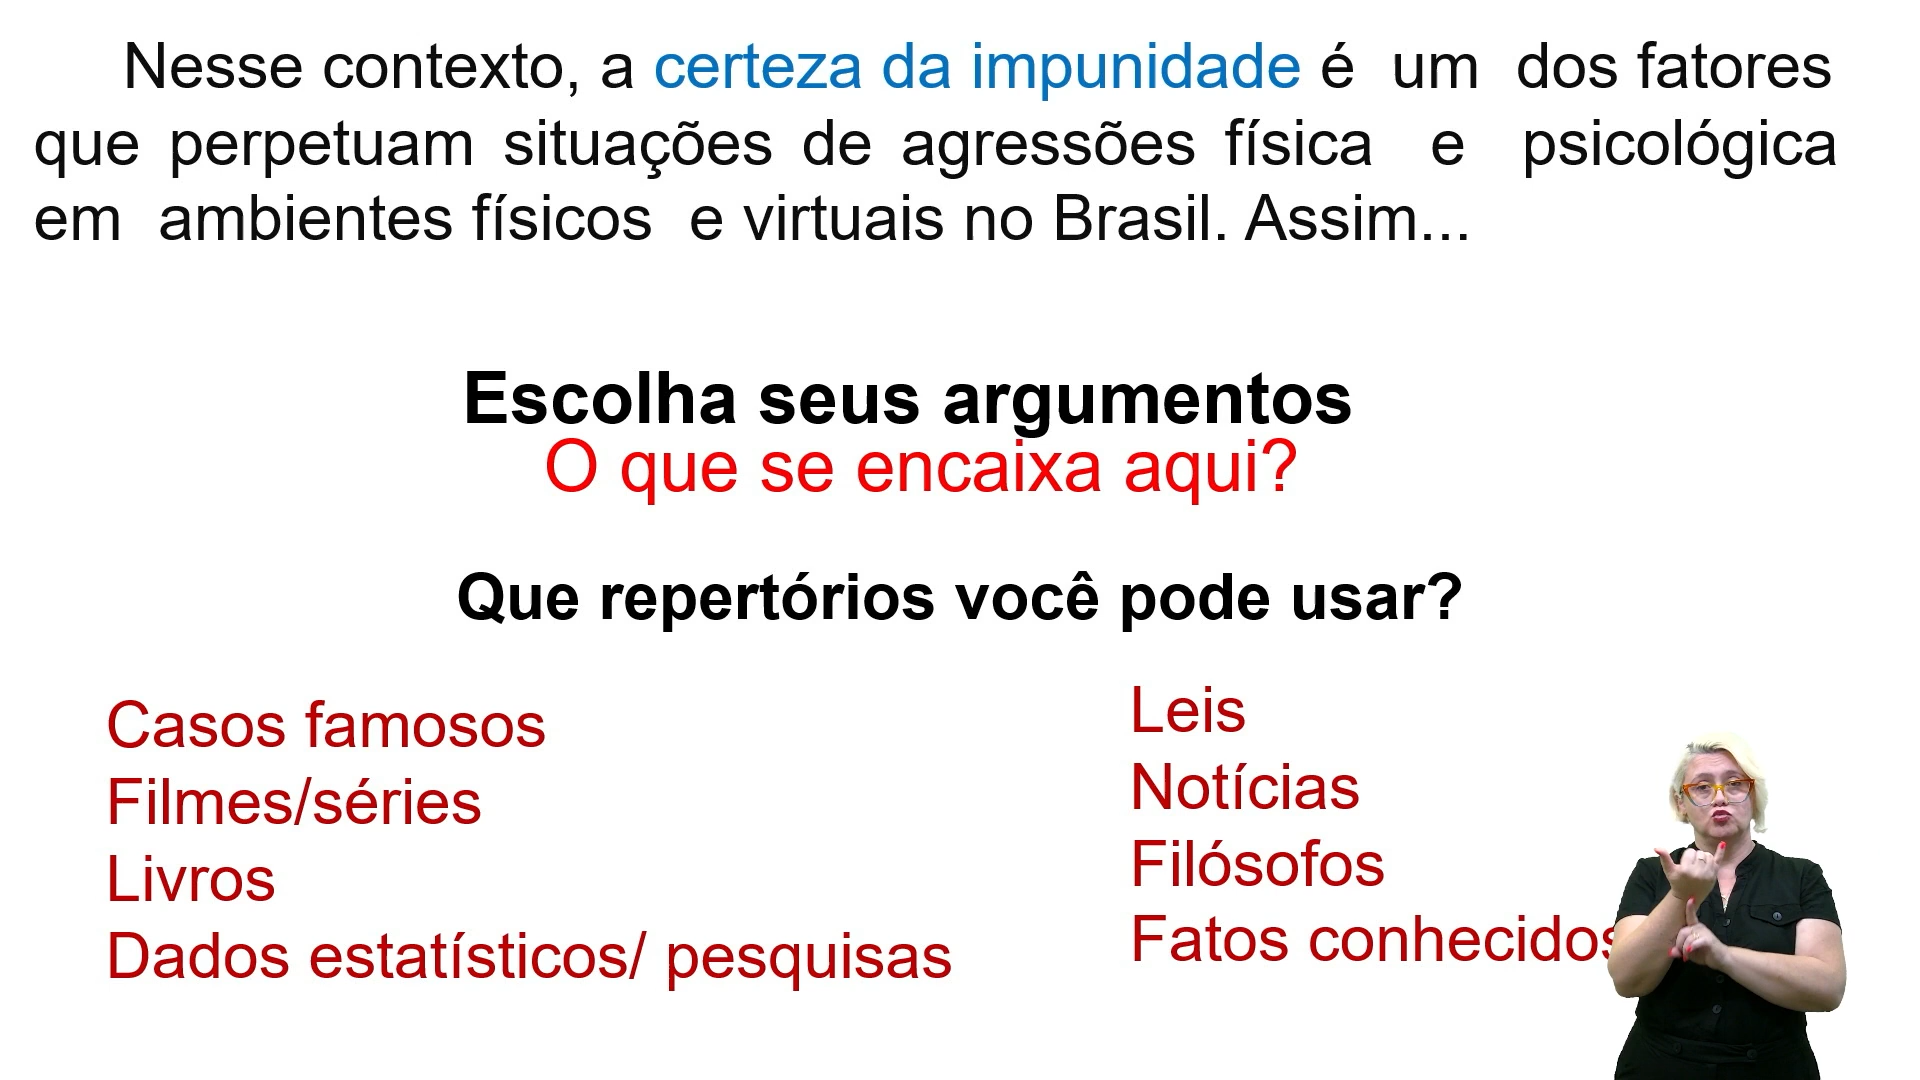 Nesse contexto, a certeza da impunidade é um dos fatores
que perpetuam situações de agressões física e psicológica
em ambientes físicos e virtuais no Brasil. Assim...
Escolha seus argumentos
O que se encaixa aqui?
Que repertórios você pode usar?
Casos famosos
Filmes/séries
Livros
Dados estatísticos/ pesquisas
Leis
Notícias
Filósofos
Fatos conhecidos